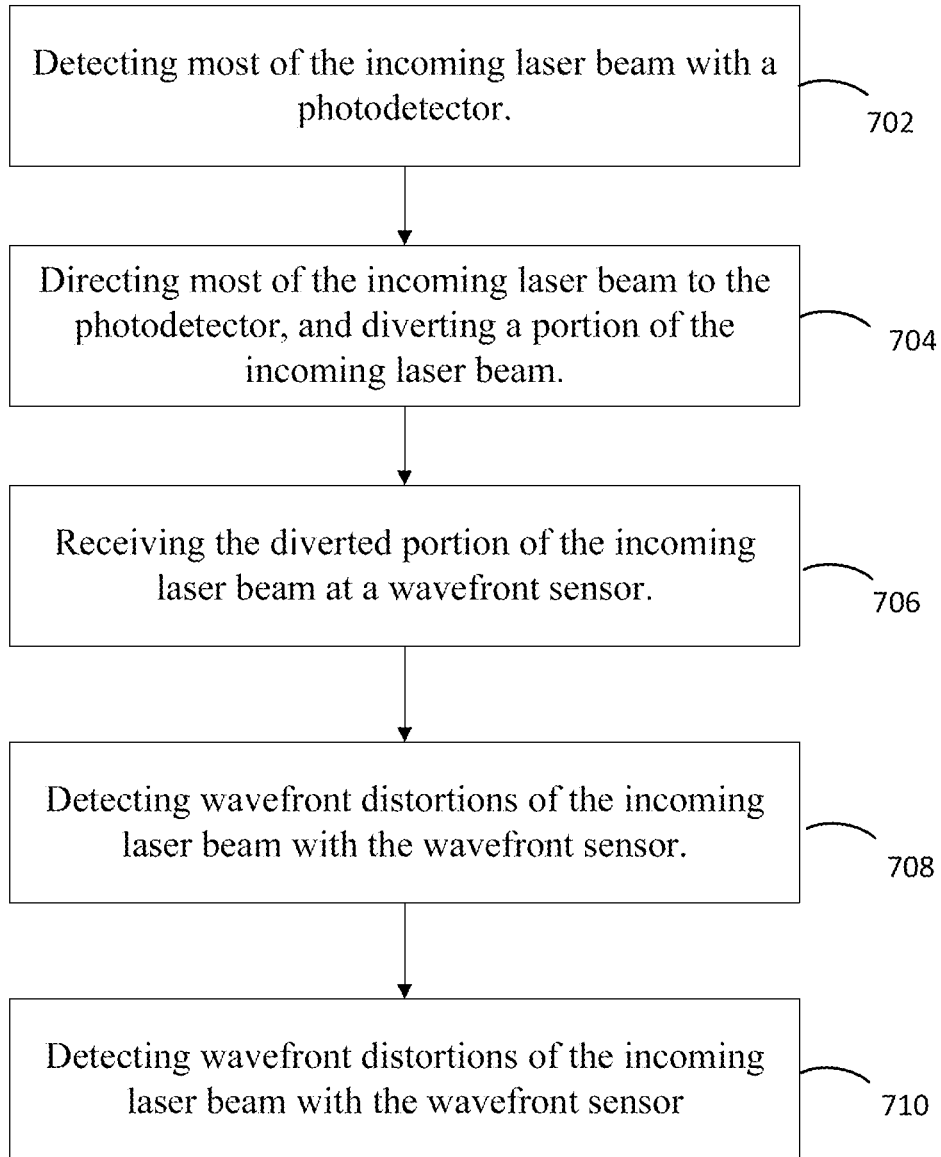 Detecting most of the incoming laser beam with a
photodetector.
702
Directing most of the incoming laser beam to the
photodetector, and diverting a portion of the
incoming laser beam.
704
Receiving the diverted portion of the incoming
laser beam at a wavefront sensor.
706
Detecting wavefront distortions of the incoming
laser beam with the wavefront sensor.
708
Detecting wavefront distortions of the incoming
laser beam with the wavefront sensor
710